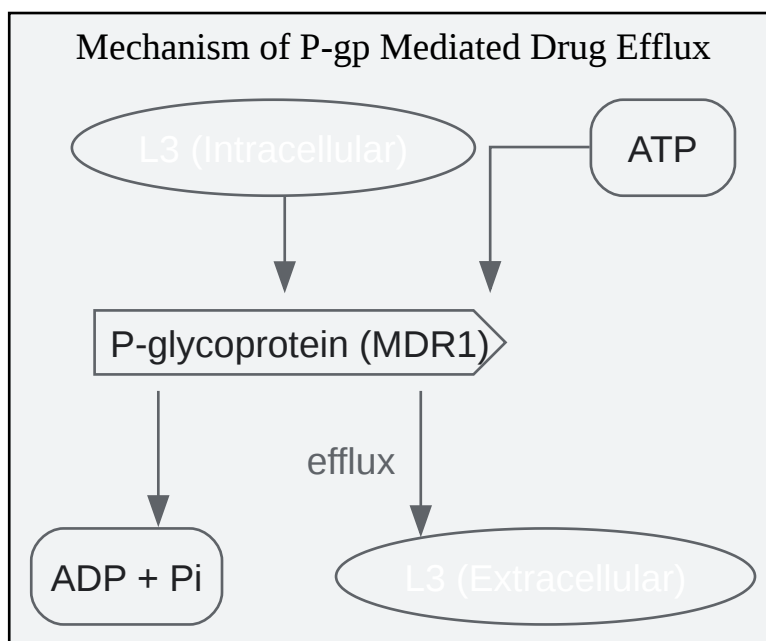 Mechanism of P-gp Mediated Drug Efflux
L3 (Intracellular)
ATP
P-glycoprotein (MDR1)
efflux
ADP + Pi
L3 (Extracellular)